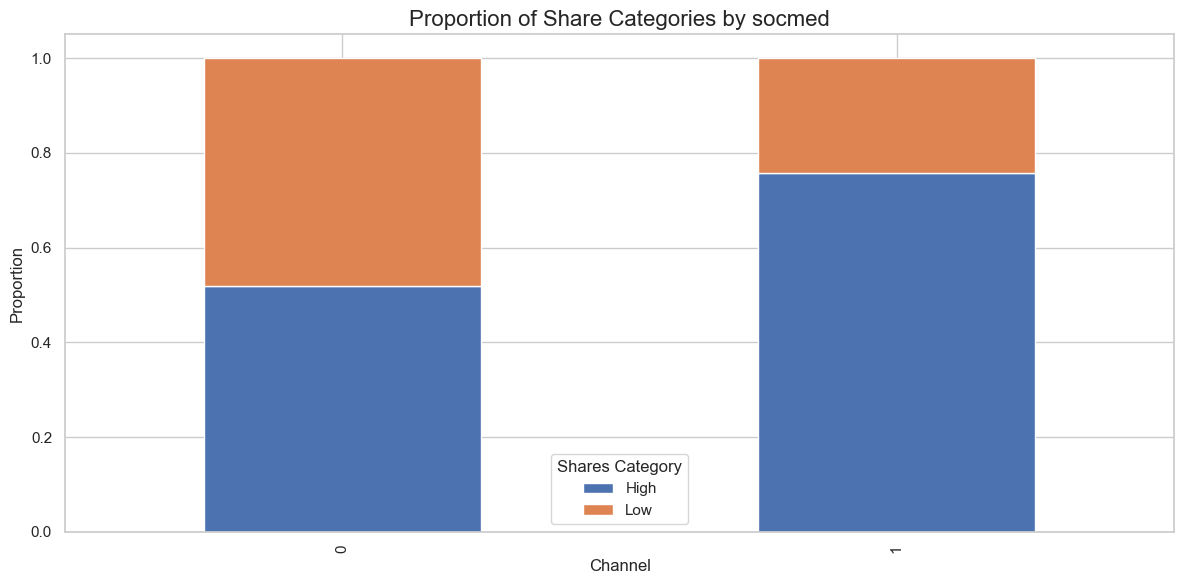 Proportion of Share Categories by socmed
Proportion
1.0
0.8
0.6
0.4
0.2
0.0
Shares Category
High
Low
0
1
Channel